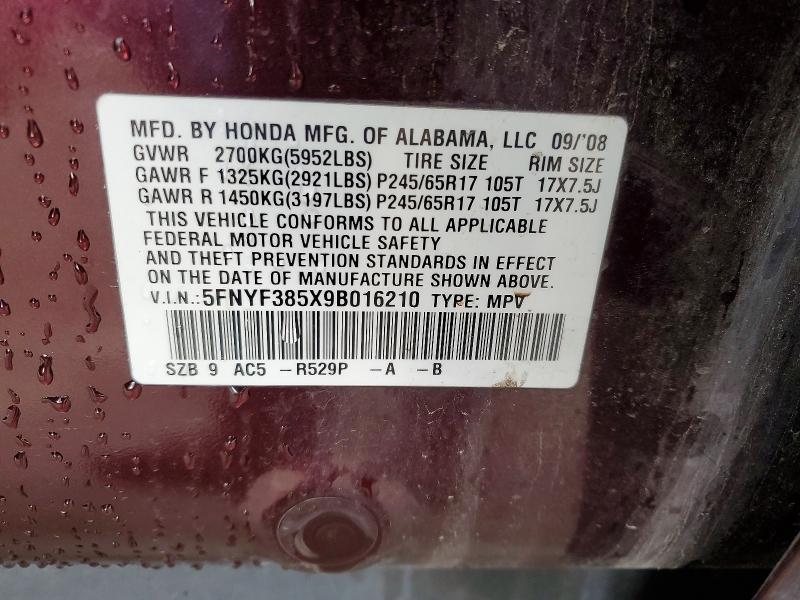 MFD. BY HONDA MFG. OF ALABAMA, LLC 09/'08
GVWR 2700KG(5952LBS) TIRE SIZE RIM SIZE
GAWR F 1325KG(2921LBS) P245/65R17 105T 17X7.5J
GAWR R 1450KG(3197LBS) P245/65R17 105T 17X7.5J
THIS VEHICLE CONFORMS TO ALL APPLICABLE
FEDERAL MOTOR VEHICLE SAFETY
AND THEFT PREVENTION STANDARDS IN EFFECT
ON THE DATE OF MANUFACTURE SHOWN ABOVE.
V.I.N.:5FNYF385X9B016210 TYPE: MPV
SZB 9 AC5 -R529P -A -B